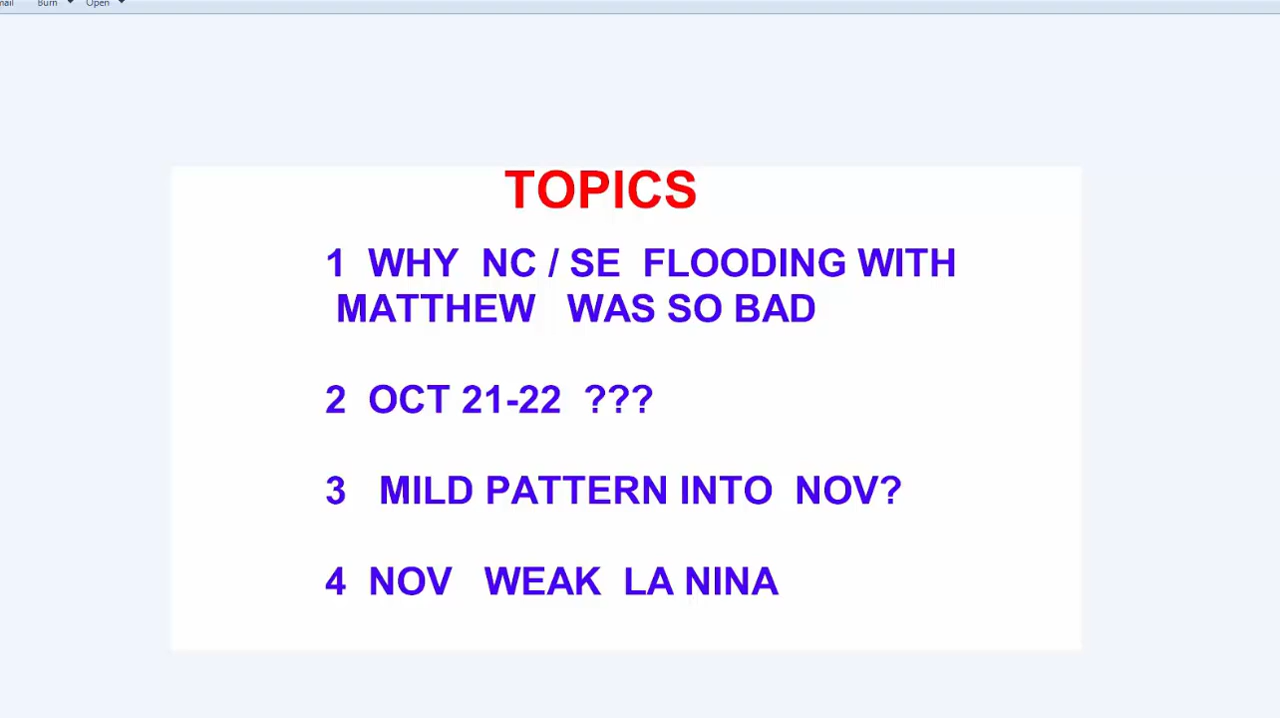 Burn Open
TOPICS
1 WHY NC / SE FLOODING WITH
MATTHEW WAS SO BAD
2 OCT 21-22 ???
3 MILD PATTERN INTO NOV?
4 NOV WEAK LA NINA